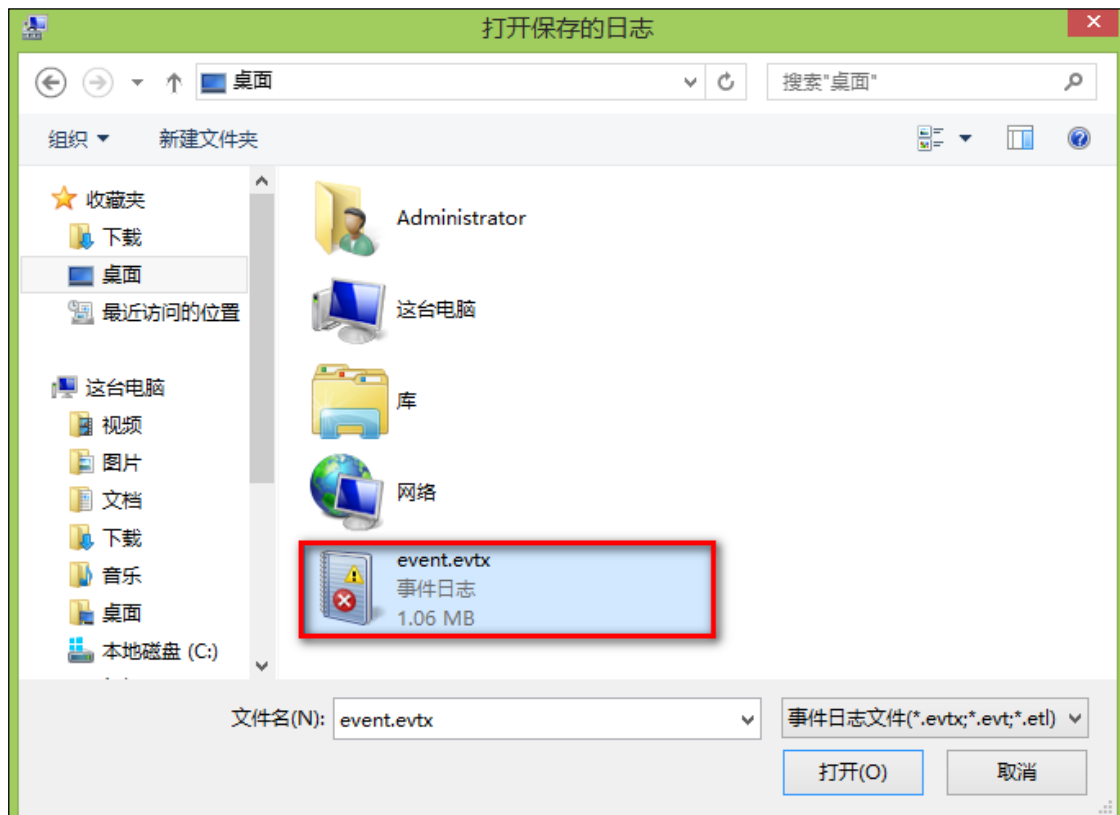 打开保存的日志
桌面
搜索"桌面"
组织
新建文件夹
收藏夹
下载
桌面
最近访问的位置
这台电脑
视频
图片
文档
下载
音乐
桌面
本地磁盘 (C:)
Administrator
这台电脑
库
网络
event.evtx
事件日志
1.06 MB
文件名(N):
event.evtx
事件日志文件(*.evtx;*.evt;*.etl)
打开(O)
取消